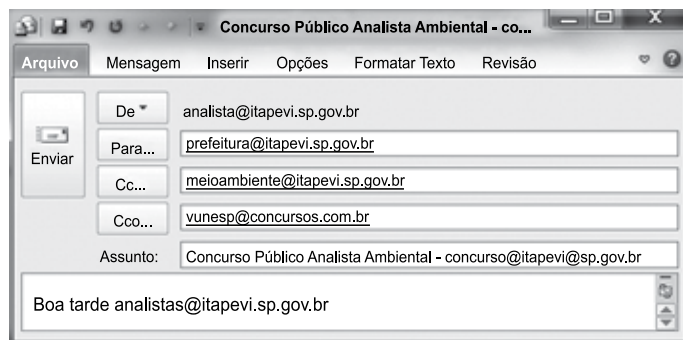 Concurso Público Analista Ambiental - co...
Arquivo Mensagem Inserir Opções Formatar Texto Revisão
De analista@itapevi.sp.gov.br
Enviar
Para... prefeitura@itapevi.sp.gov.br
Cc... meioambiente@itapevi.sp.gov.br
Cco... vunesp@concursos.com.br
Assunto: Concurso Público Analista Ambiental - concurso@itapevi@sp.gov.br
Boa tarde analistas@itapevi.sp.gov.br